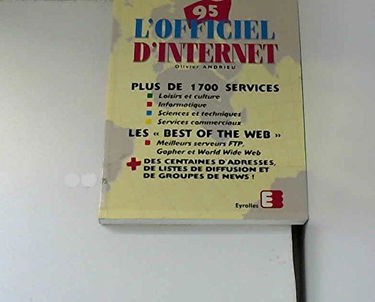 95
L'OFFICIEL
D'INTERNET
Olivier ANDRIEU
PLUS DE 1700 SERVICES
Loisirs et culture
Informatique
Sciences et techniques
Services commerciaux
LES « BEST OF THE WEB »
Meilleurs serveurs FTP,
Gopher et World Wide Web
+ DES CENTAINES D'ADRESSES,
DE LISTES DE DIFFUSION ET
DE GROUPES DE NEWS !
Eyrolles